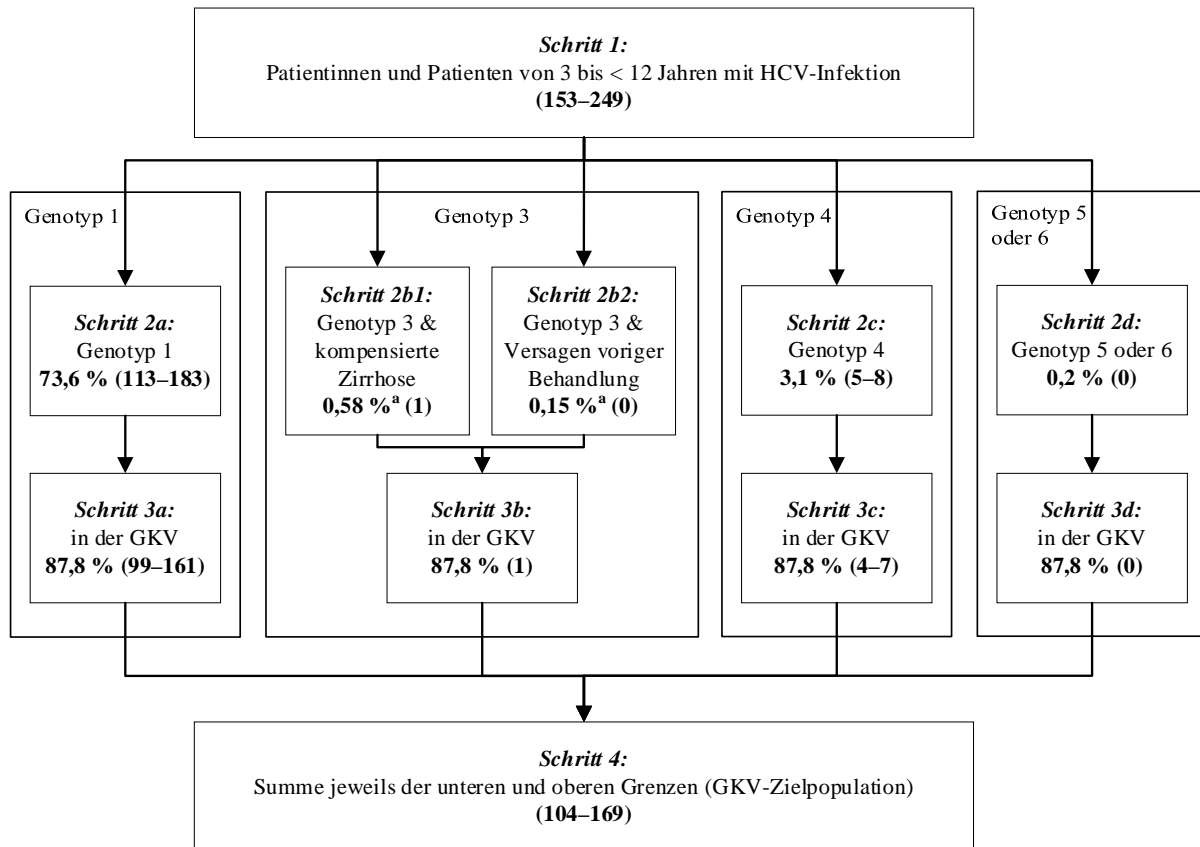 Schritt 1:
Patientinnen und Patienten von 3 bis < 12 Jahren mit HCV-Infektion
(153–249)
Genotyp 1
Schritt 2a:
Genotyp 1
73,6 % (113–183)
Schritt 3a:
in der GKV
87,8 % (99–161)
Genotyp 3
Schritt 2b1:
Genotyp 3 &
kompensierte
Zirrhose
0,58 %ª (1)
Schritt 2b2:
Genotyp 3 &
Versagen voriger
Behandlung
0,15 %ª (0)
Schritt 3b:
in der GKV
87,8 % (1)
Genotyp 4
Schritt 2c:
Genotyp 4
3,1 % (5–8)
Schritt 3c:
in der GKV
87,8 % (4–7)
Genotyp 5
oder 6
Schritt 2d:
Genotyp 5 oder 6
0,2 % (0)
Schritt 3d:
in der GKV
87,8 % (0)
Schritt 4:
Summe jeweils der unteren und oberen Grenzen (GKV-Zielpopulation)
(104–169)